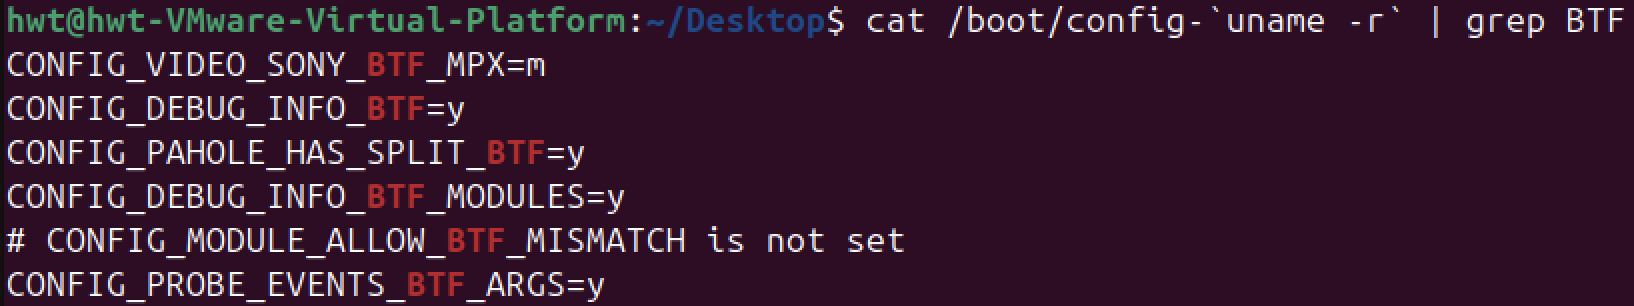 hwt@hwt-VMware-Virtual-Platform:~/Desktop$ cat /boot/config-`uname -r` | grep BTF
CONFIG_VIDEO_SONY_BTF_MPX=m
CONFIG_DEBUG_INFO_BTF=y
CONFIG_PAHOLE_HAS_SPLIT_BTF=y
CONFIG_DEBUG_INFO_BTF_MODULES=y
# CONFIG_MODULE_ALLOW_BTF_MISMATCH is not set
CONFIG_PROBE_EVENTS_BTF_ARGS=y